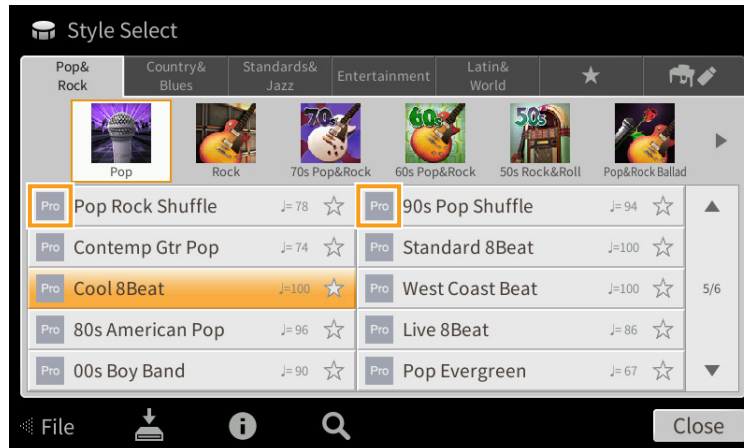 Style Select
Pop& Rock
Country& Blues
Standards& Jazz
Entertainment
Latin& World
Pop
Rock
70s
70s Pop&Rock
60s
60s Pop&Rock
50s
50s Rock&Roll
Pop&Rock Ballad
Pro Pop Rock Shuffle ♩= 78
Pro 90s Pop Shuffle ♩= 94
Pro Contemp Gtr Pop ♩= 74
Pro Standard 8Beat ♩=100
Pro Cool 8Beat ♩=100
Pro West Coast Beat ♩=100
5/6
Pro 80s American Pop ♩= 96
Pro Live 8Beat ♩= 86
Pro 00s Boy Band ♩= 90
Pro Pop Evergreen ♩= 67
File
Close